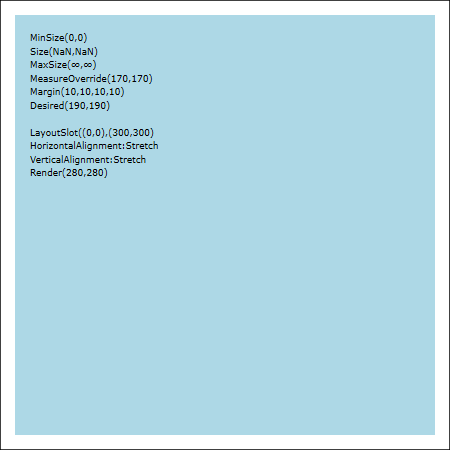 MinSize(0,0)
Size(NaN,NaN)
MaxSize(∞,∞)
MeasureOverride(170,170)
Margin(10,10,10,10)
Desired(190,190)
LayoutSlot((0,0),(300,300)
HorizontalAlignment:Stretch
VerticalAlignment:Stretch
Render(280,280)